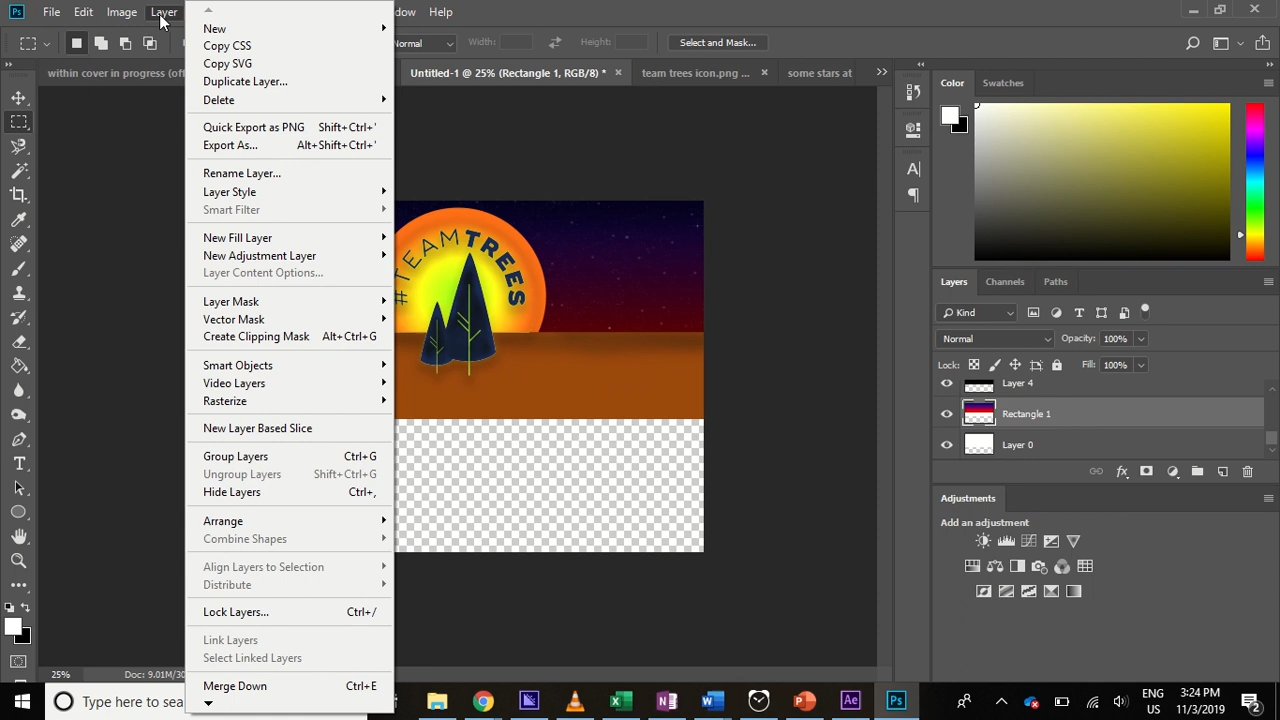 Ps File Edit Image Layer Help
Normal Width: Height: Select and Mask...
within cover in progress (of
Untitled-1 @ 25% (Rectangle 1, RGB/8) * ×
team trees icon.png ... ×
some stars at
New
Copy CSS
Copy SVG
Duplicate Layer...
Delete
Quick Export as PNG Shift+Ctrl+'
Export As... Alt+Shift+Ctrl+'
Rename Layer...
Layer Style
Smart Filter
New Fill Layer
New Adjustment Layer
Layer Content Options...
Layer Mask
Vector Mask
Create Clipping Mask Alt+Ctrl+G
Smart Objects
Video Layers
Rasterize
New Layer Based Slice
Group Layers Ctrl+G
Ungroup Layers Shift+Ctrl+G
Hide Layers Ctrl+,
Arrange
Combine Shapes
Align Layers to Selection
Distribute
Lock Layers... Ctrl+/
Link Layers
Select Linked Layers
Merge Down Ctrl+E
#TEAMTREES
Color Swatches
Layers Channels Paths
Kind
Normal Opacity: 100%
Lock: Fill: 100%
Layer 4
Rectangle 1
Layer 0
Adjustments
Add an adjustment
25% Doc: 9.01M/30
Type here to sea
Ae Ps
ENG 3:24 PM
US 11/3/2019
2